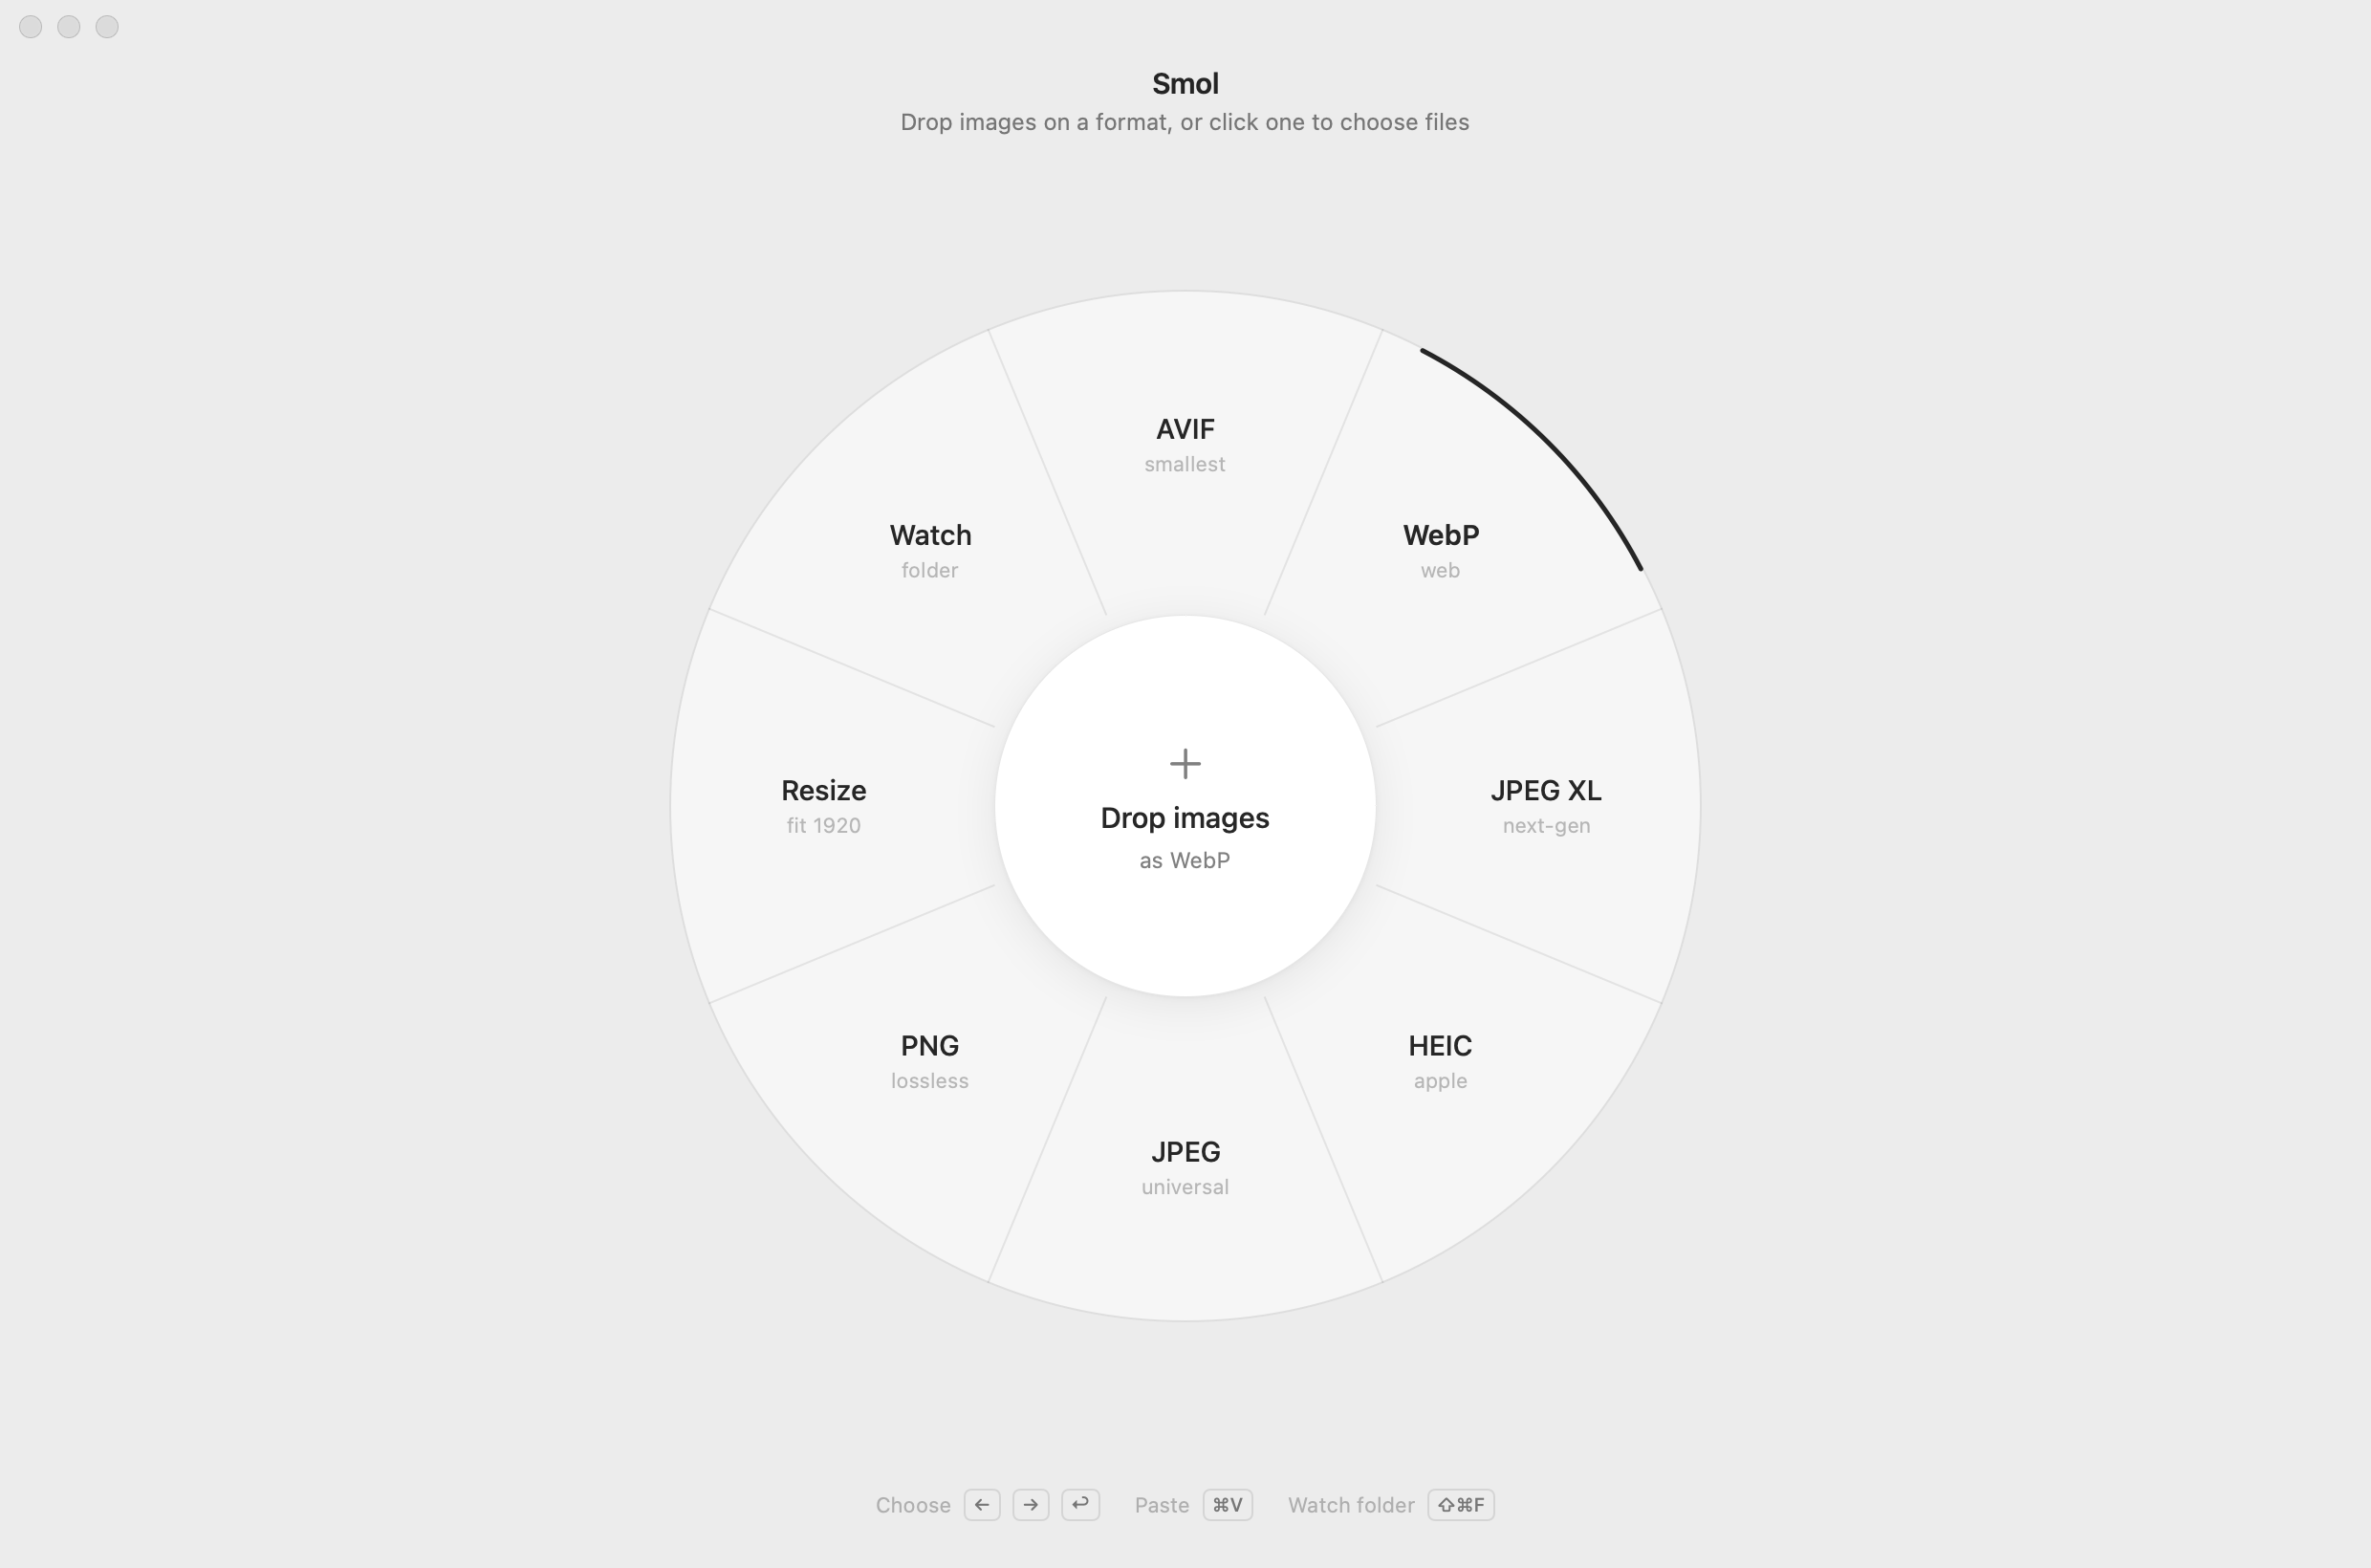 Smol
Drop images on a format, or click one to choose files
AVIF
smallest
Watch
folder
WebP
web
Resize
fit 1920
Drop images
as WebP
JPEG XL
next-gen
PNG
lossless
HEIC
apple
JPEG
universal
Choose ← → ↩ Paste ⌘V Watch folder ⇧⌘F